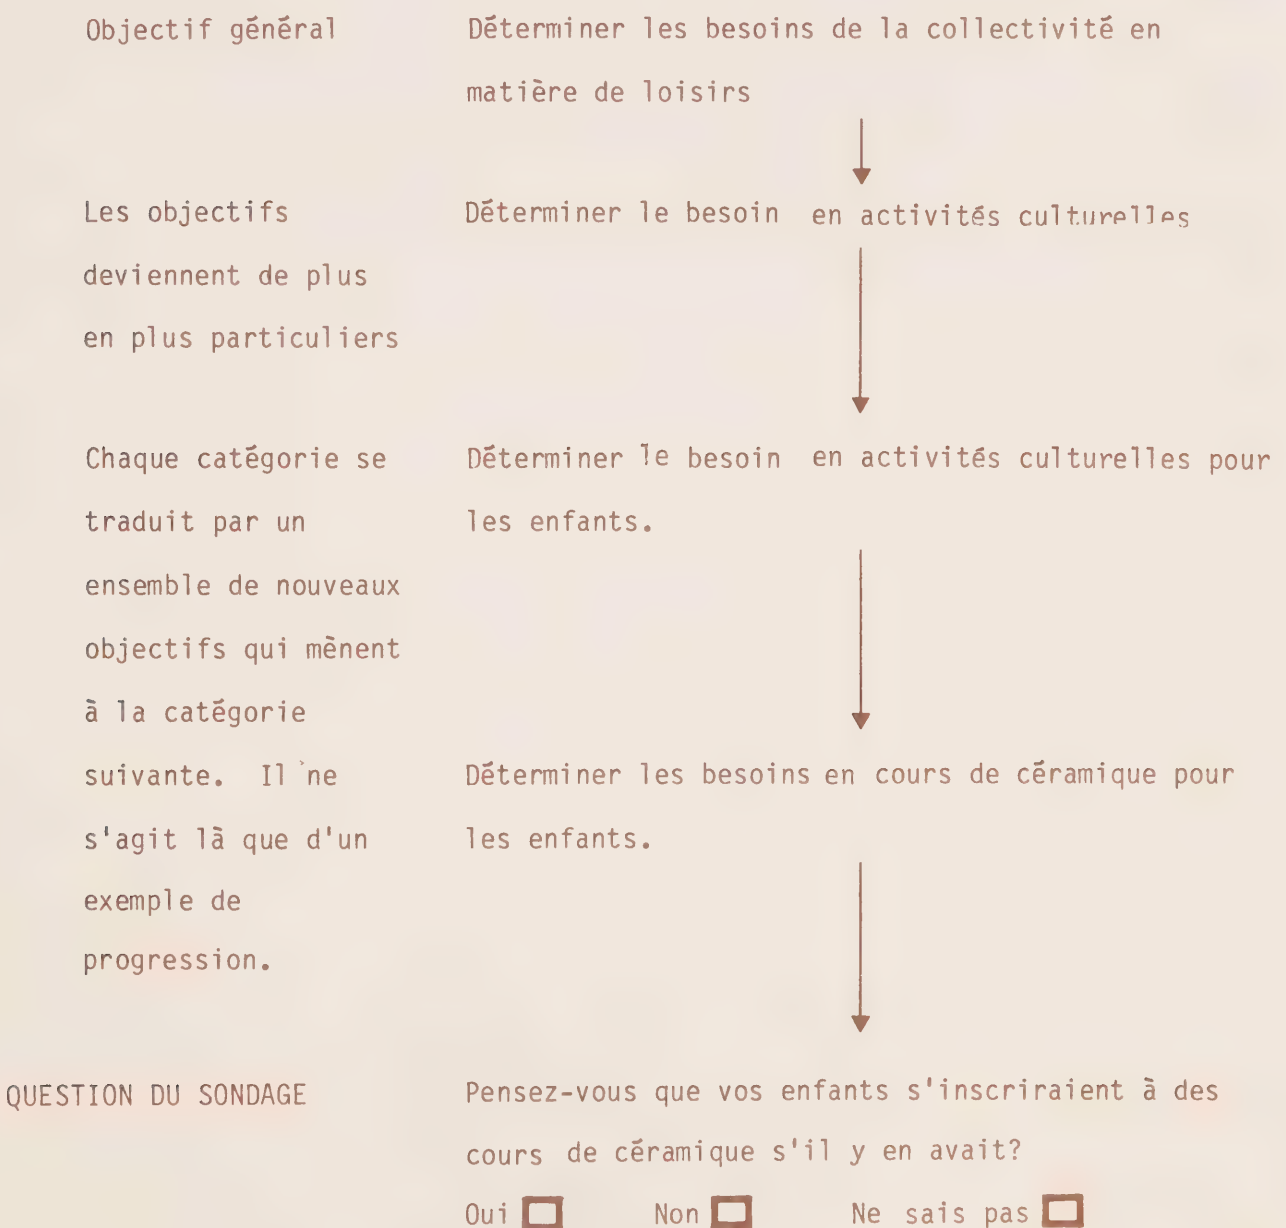 Objectif général
Déterminer les besoins de la collectivité en
matière de loisirs
Les objectifs
deviennent de plus
en plus particuliers
Déterminer le besoin en activités culturelles
Chaque catégorie se
traduit par un
ensemble de nouveaux
objectifs qui mènent
à la catégorie
suivante. Il ne
s'agit là que d'un
exemple de
progression.
Déterminer le besoin en activités culturelles pour
les enfants.
Déterminer les besoins en cours de céramique pour
les enfants.
QUESTION DU SONDAGE
Pensez-vous que vos enfants s'inscriraient à des
cours de céramique s'il y en avait?
Oui Non Ne sais pas